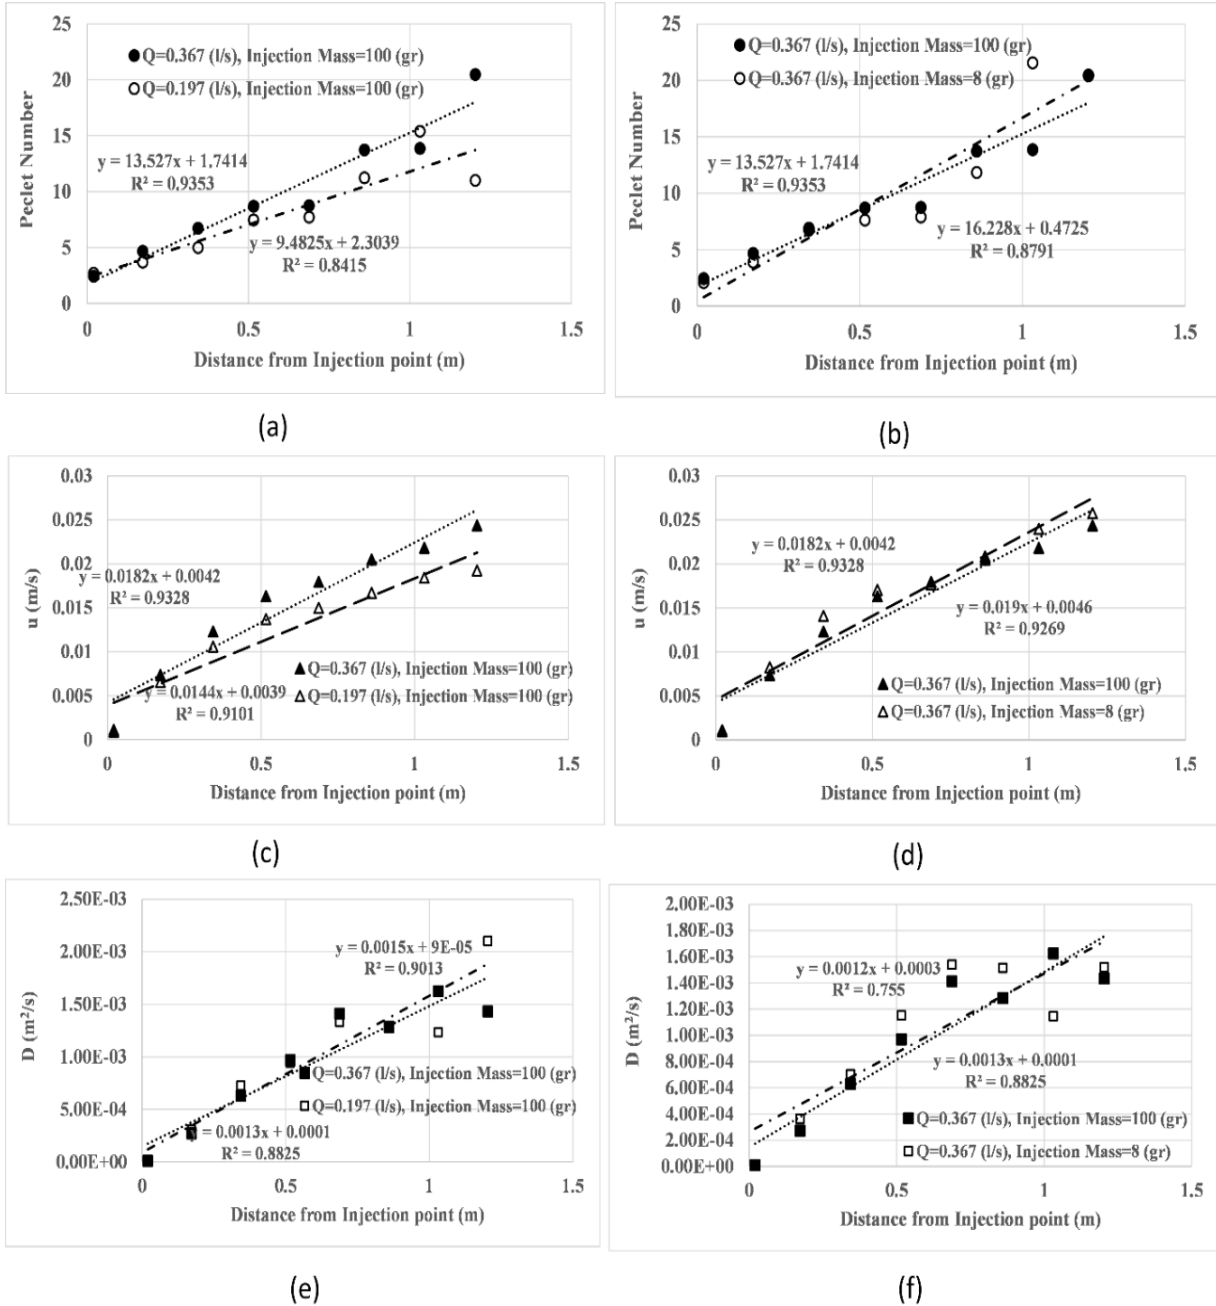 25
20
15
10
5
0
Peclet Number
Q=0.367 (l/s), Injection Mass=100 (gr)
Q=0.197 (l/s), Injection Mass=100 (gr)
y = 13.527x + 1.7414
R² = 0.9353
y = 9.4825x + 2.3039
R² = 0.8415
0 0.5 1 1.5
Distance from Injection point (m)
(a)
25
20
15
10
5
0
Peclet Number
Q=0.367 (l/s), Injection Mass=100 (gr)
Q=0.367 (l/s), Injection Mass=8 (gr)
y = 13.527x + 1.7414
R² = 0.9353
y = 16.228x + 0.4725
R² = 0.8791
0 0.5 1 1.5
Distance from Injection point (m)
(b)
0.03
0.025
0.02
0.015
0.01
0.005
0
u (m/s)
y = 0.0182x + 0.0042
R² = 0.9328
Q=0.367 (l/s), Injection Mass=100 (gr)
y = 0.0144x + 0.0039
Q=0.197 (l/s), Injection Mass=100 (gr)
R² = 0.9101
0 0.5 1 1.5
Distance from Injection point (m)
(c)
0.03
0.025
0.02
0.015
0.01
0.005
0
u (m/s)
y = 0.0182x + 0.0042
R² = 0.9328
y = 0.019x + 0.0046
R² = 0.9269
Q=0.367 (l/s), Injection Mass=100 (gr)
Q=0.367 (l/s), Injection Mass=8 (gr)
0 0.5 1 1.5
Distance from Injection point (m)
(d)
2.50E-03
2.00E-03
1.50E-03
1.00E-03
5.00E-04
0.00E+00
D (m²/s)
y = 0.0015x + 9E-05
R² = 0.9013
Q=0.367 (l/s), Injection Mass=100 (gr)
Q=0.197 (l/s), Injection Mass=100 (gr)
= 0.0013x + 0.0001
R² = 0.8825
0 0.5 1 1.5
Distance from Injection point (m)
(e)
2.00E-03
1.80E-03
1.60E-03
1.40E-03
1.20E-03
1.00E-03
8.00E-04
6.00E-04
4.00E-04
2.00E-04
0.00E+00
D (m²/s)
y = 0.0012x + 0.0003
R² = 0.755
y = 0.0013x + 0.0001
R² = 0.8825
Q=0.367 (l/s), Injection Mass=100 (gr)
Q=0.367 (l/s), Injection Mass=8 (gr)
0 0.5 1 1.5
Distance from Injection point (m)
(f)